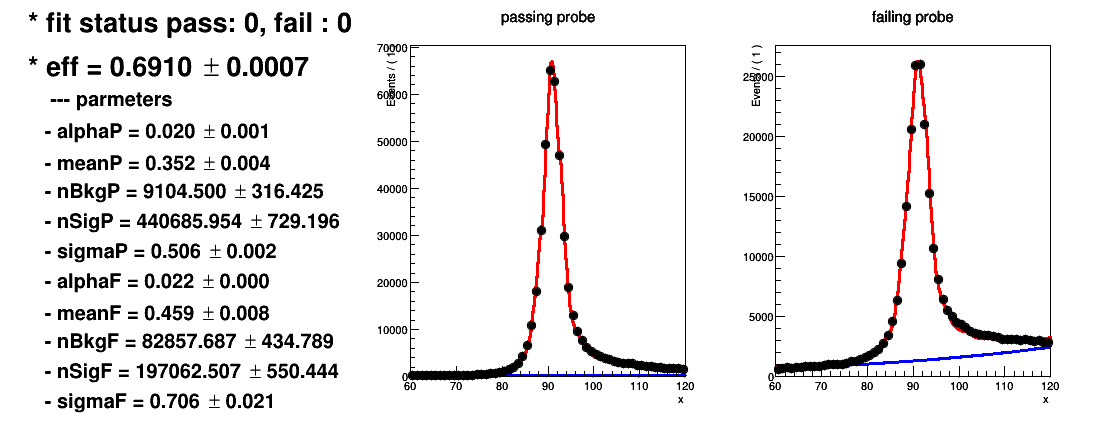 * fit status pass: 0, fail : 0
* eff = 0.6910 ± 0.0007
--- parmeters
- alphaP = 0.020 ± 0.001
- meanP = 0.352 ± 0.004
- nBkgP = 9104.500 ± 316.425
- nSigP = 440685.954 ± 729.196
- sigmaP = 0.506 ± 0.002
- alphaF = 0.022 ± 0.000
- meanF = 0.459 ± 0.008
- nBkgF = 82857.687 ± 434.789
- nSigF = 197062.507 ± 550.444
- sigmaF = 0.706 ± 0.021
passing probe
Events / ( 1 )
70000
60000
50000
40000
30000
20000
10000
0
60 70 80 90 100 110 120
x
failing probe
Events / ( 1 )
25000
20000
15000
10000
5000
0
60 70 80 90 100 110 120
x